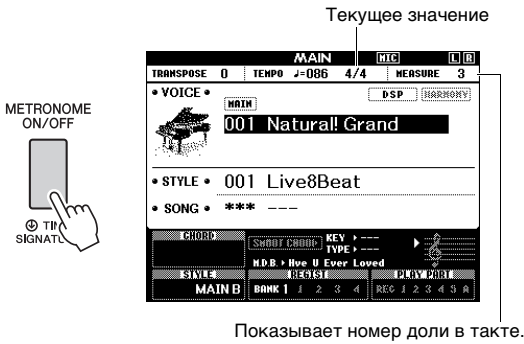 Текущее значение
MAIN MIC L R
TRANSPOSE 0 TEMPO ♩=086 4/4 MEASURE 3
• VOICE • DSP HARMONY
MAIN
001 Natural! Grand
METRONOME
ON/OFF
• STYLE • 001 Live8Beat
• SONG • *** ---
SIGNATU
CHORD SMART CHORD KEY ---
TYPE ---
M.D.B. Hve U Ever Loved
STYLE REGIST PLAY PART
MAIN B BANK 1 1 2 3 4 REC 1 2 3 4 5 A
Показывает номер доли в такте.